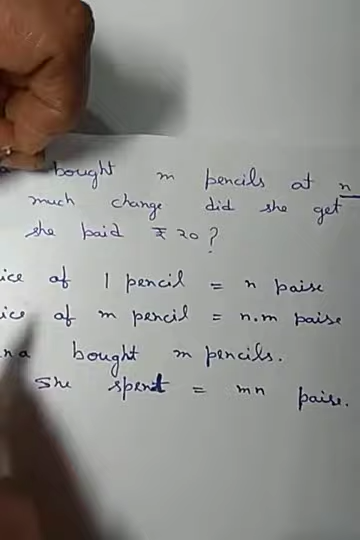 bought m pencils at n
much change did she get
she paid ₹20?
ice of 1 pencil = n paise
ice of m pencil = n.m paise
na bought m pencils.
She spent = mn paise.